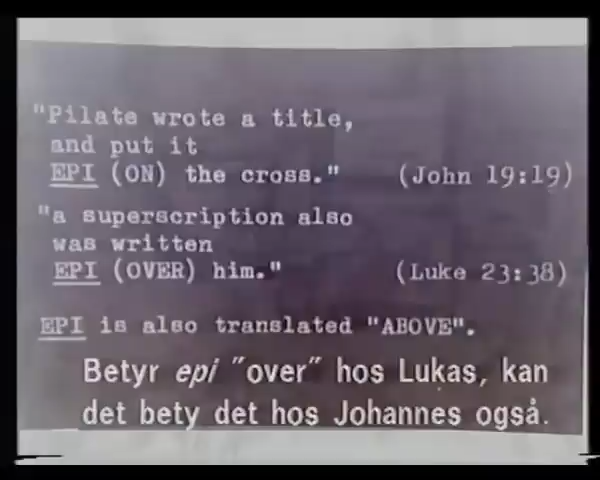 "Pilate wrote a title,
and put it
EPI (ON) the cross." (John 19:19)
"a superscription also
was written
EPI (OVER) him." (Luke 23:38)
EPI is also translated "ABOVE".
Betyr epi "over" hos Lukas, kan
det bety det hos Johannes også.